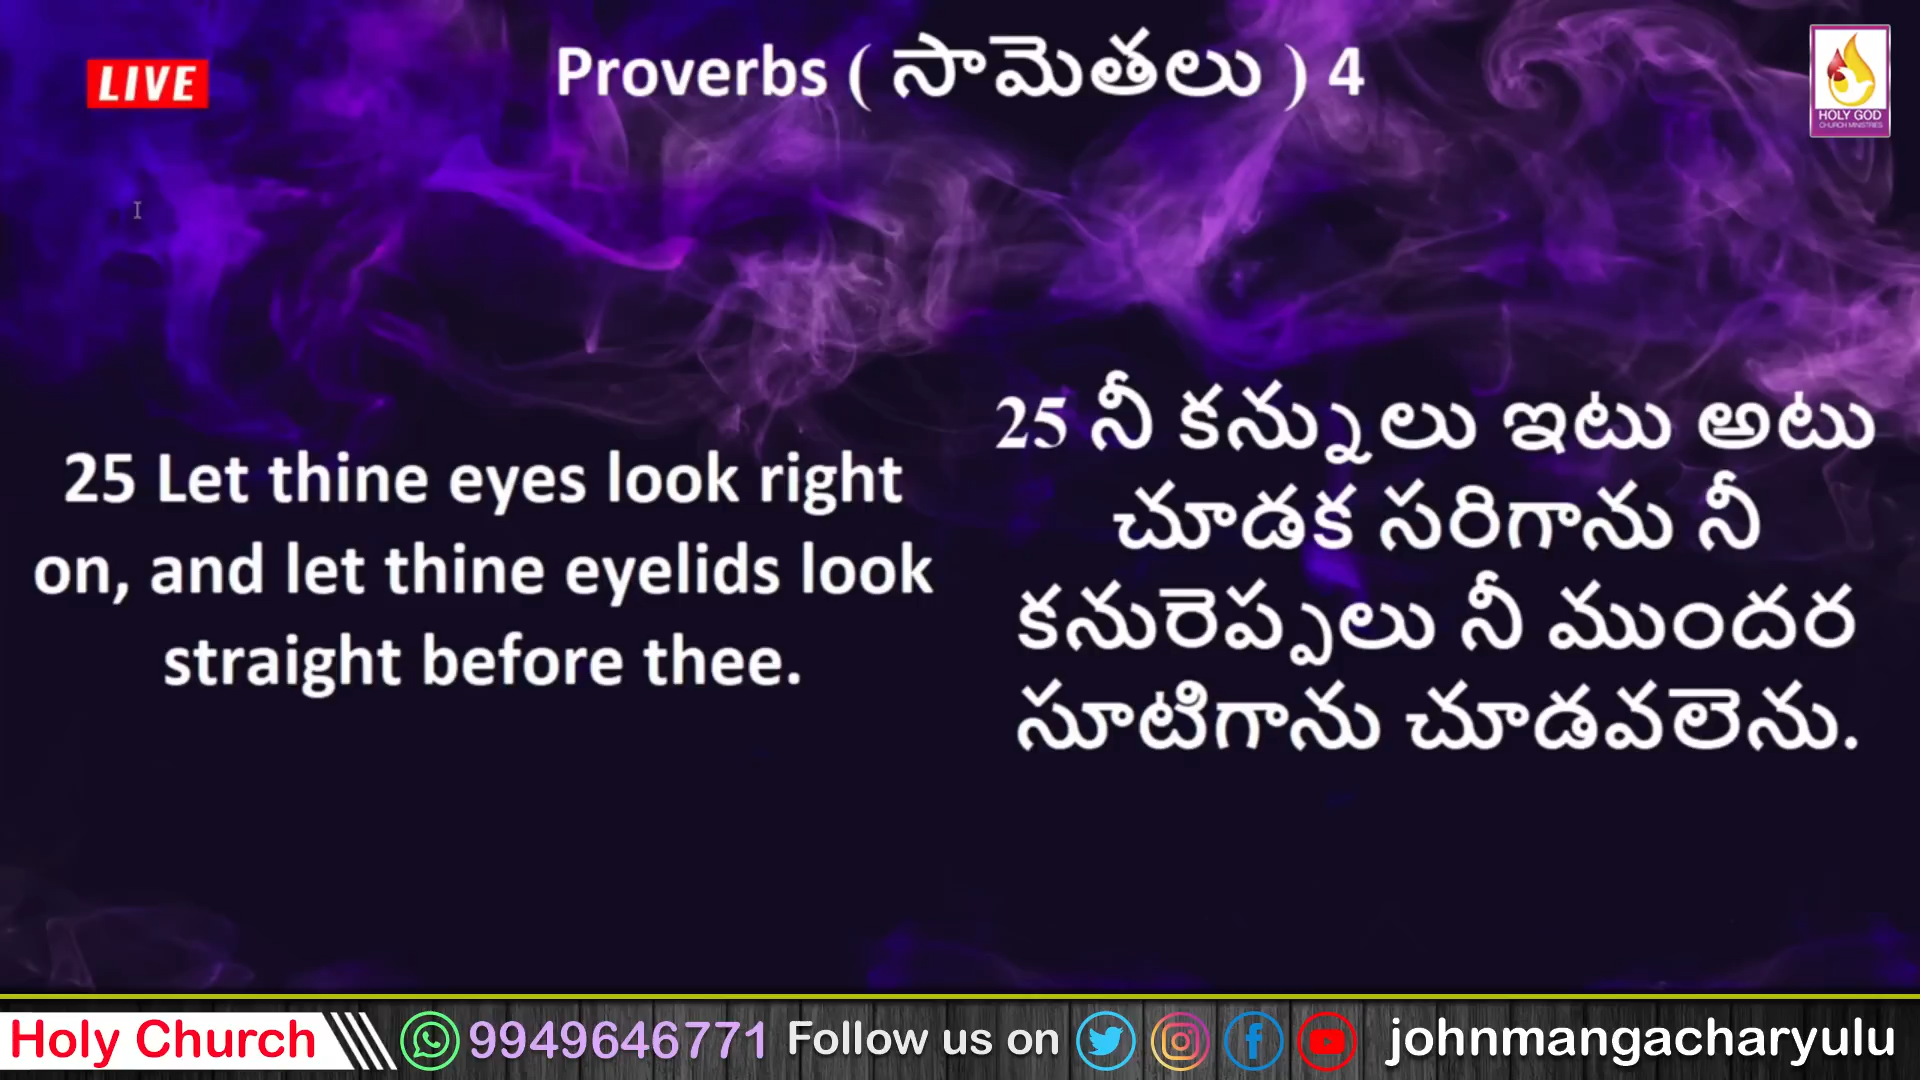 LIVE
Proverbs ( సామెతలు ) 4
HOLY GOD
CHURCH MINISTRIES
25 Let thine eyes look right
on, and let thine eyelids look
straight before thee.
25 నీ కన్నులు ఇటు అటు
చూడక సరిగాను నీ
కనురెప్పలు నీ ముందర
సూటిగాను చూడవలెను.
Holy Church 9949646771 Follow us on johnmangacharyulu